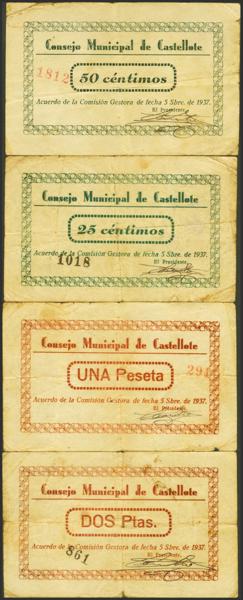 Consejo Municipal de Castellote
1812
50 céntimos
Acuerdo de la Comisión Gestora de fecha 5 Sbre. de 1937.
El Presidente,
Consejo Municipal de Castellote
25 céntimos
1018
Acuerdo de la Comisión Gestora de fecha 5 Sbre. de 1937.
El Presidente,
Consejo Municipal de Castellote
UNA Peseta
Acuerdo de la Comisión Gestora de fecha 5 Sbre. de 1937.
El Presidente,
Consejo Municipal de Castellote
DOS Ptas.
861
Acuerdo de la Comisión Gestora de fecha 5 Sbre. de 1937.